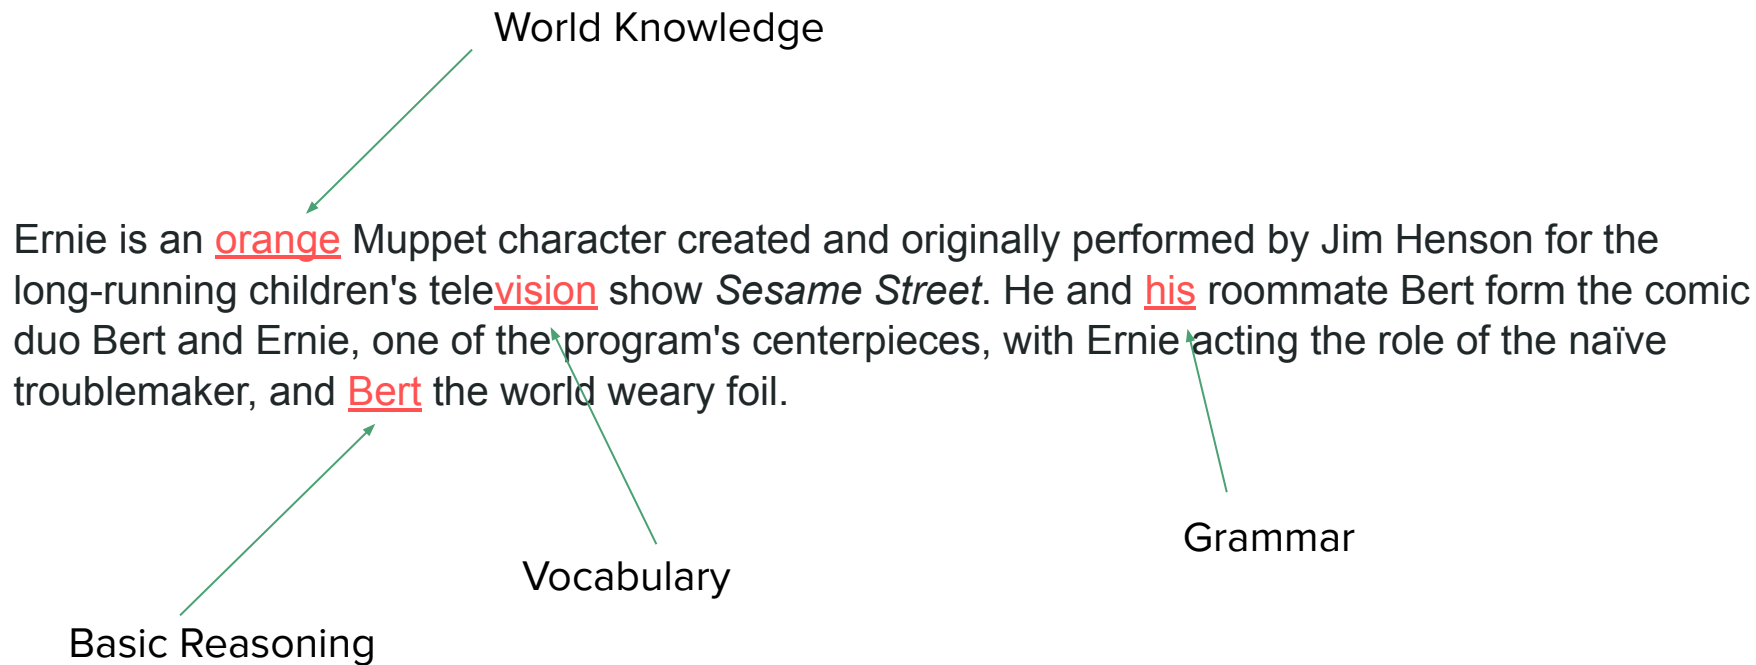 World Knowledge
Ernie is an orange Muppet character created and originally performed by Jim Henson for the
long-running children's television show Sesame Street. He and his roommate Bert form the comic
duo Bert and Ernie, one of the program's centerpieces, with Ernie acting the role of the naïve
troublemaker, and Bert the world weary foil.
Grammar
Vocabulary
Basic Reasoning